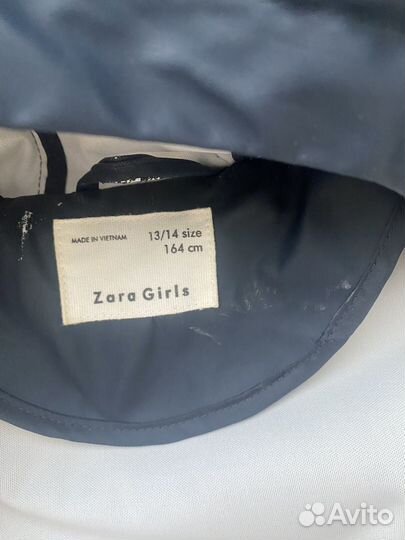 MADE IN VIETNAM 13/14 size
164 cm
Zara Girls
Avito